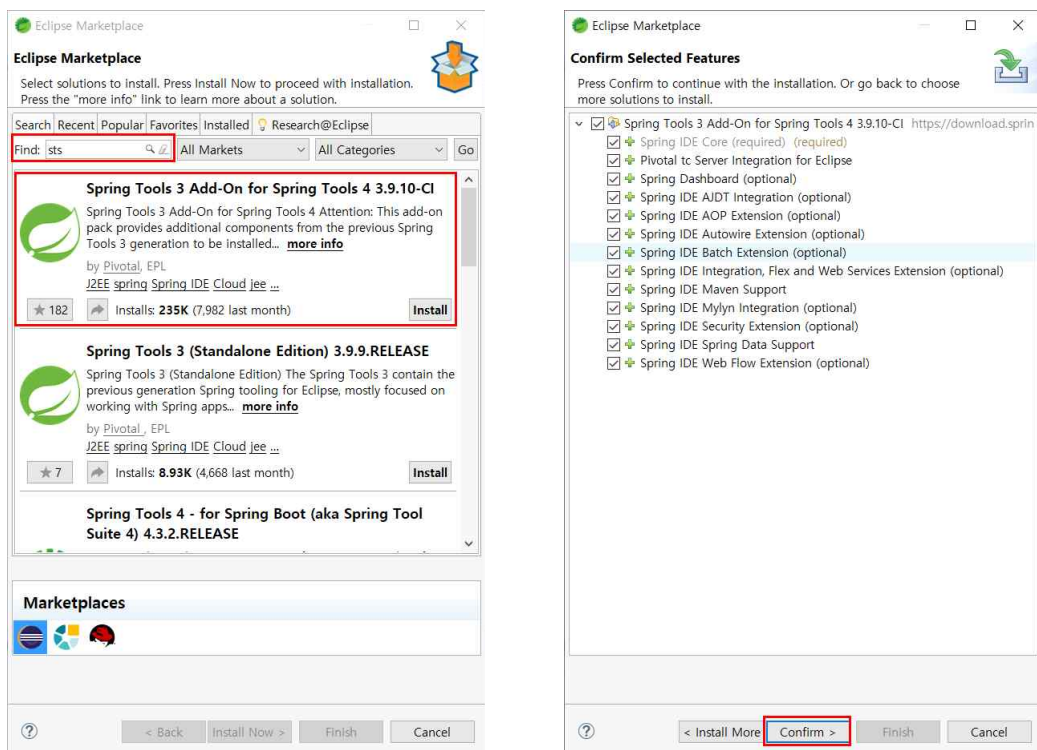 Eclipse Marketplace
Eclipse Marketplace
Select solutions to install. Press Install Now to proceed with installation.
Press the "more info" link to learn more about a solution.
Search Recent Popular Favorites Installed Research@Eclipse
Find: sts All Markets All Categories Go
Spring Tools 3 Add-On for Spring Tools 4 3.9.10-CI
Spring Tools 3 Add-On for Spring Tools 4 Attention: This add-on
pack provides additional components from the previous Spring
Tools 3 generation to be installed... more info
by Pivotal, EPL
J2EE spring Spring IDE Cloud jee ...
182 Installs: 235K (7,982 last month) Install
Spring Tools 3 (Standalone Edition) 3.9.9.RELEASE
Spring Tools 3 (Standalone Edition) The Spring Tools 3 contain the
previous generation Spring tooling for Eclipse, mostly focused on
working with Spring apps... more info
by Pivotal , EPL
J2EE spring Spring IDE Cloud jee ...
7 Installs: 8.93K (4,668 last month) Install
Spring Tools 4 - for Spring Boot (aka Spring Tool
Suite 4) 4.3.2.RELEASE
Marketplaces
? < Back Install Now > Finish Cancel
Eclipse Marketplace
Confirm Selected Features
Press Confirm to continue with the installation. Or go back to choose
more solutions to install.
Spring Tools 3 Add-On for Spring Tools 4 3.9.10-CI https://download.sprin
Spring IDE Core (required) (required)
Pivotal tc Server Integration for Eclipse
Spring Dashboard (optional)
Spring IDE AJDT Integration (optional)
Spring IDE AOP Extension (optional)
Spring IDE Autowire Extension (optional)
Spring IDE Batch Extension (optional)
Spring IDE Integration, Flex and Web Services Extension (optional)
Spring IDE Maven Support
Spring IDE Mylyn Integration (optional)
Spring IDE Security Extension (optional)
Spring IDE Spring Data Support
Spring IDE Web Flow Extension (optional)
? < Install More Confirm > Finish Cancel